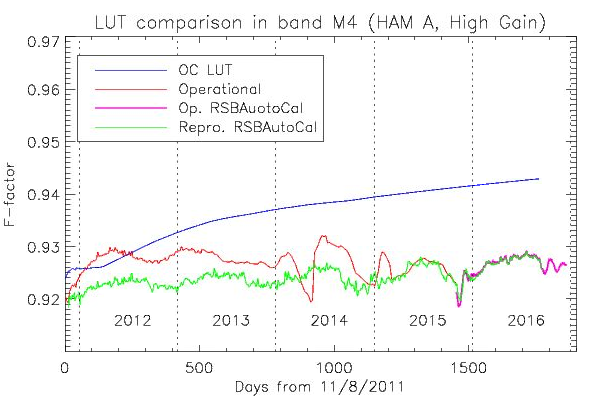 LUT comparison in band M4 (HAM A, High Gain)
0.97
0.96
0.95
0.94
0.93
0.92
F-factor
OC LUT
Operational
Op. RSBAuotoCal
Repro. RSBAutoCal
2012 2013 2014 2015 2016
0 500 1000 1500
Days from 11/8/2011